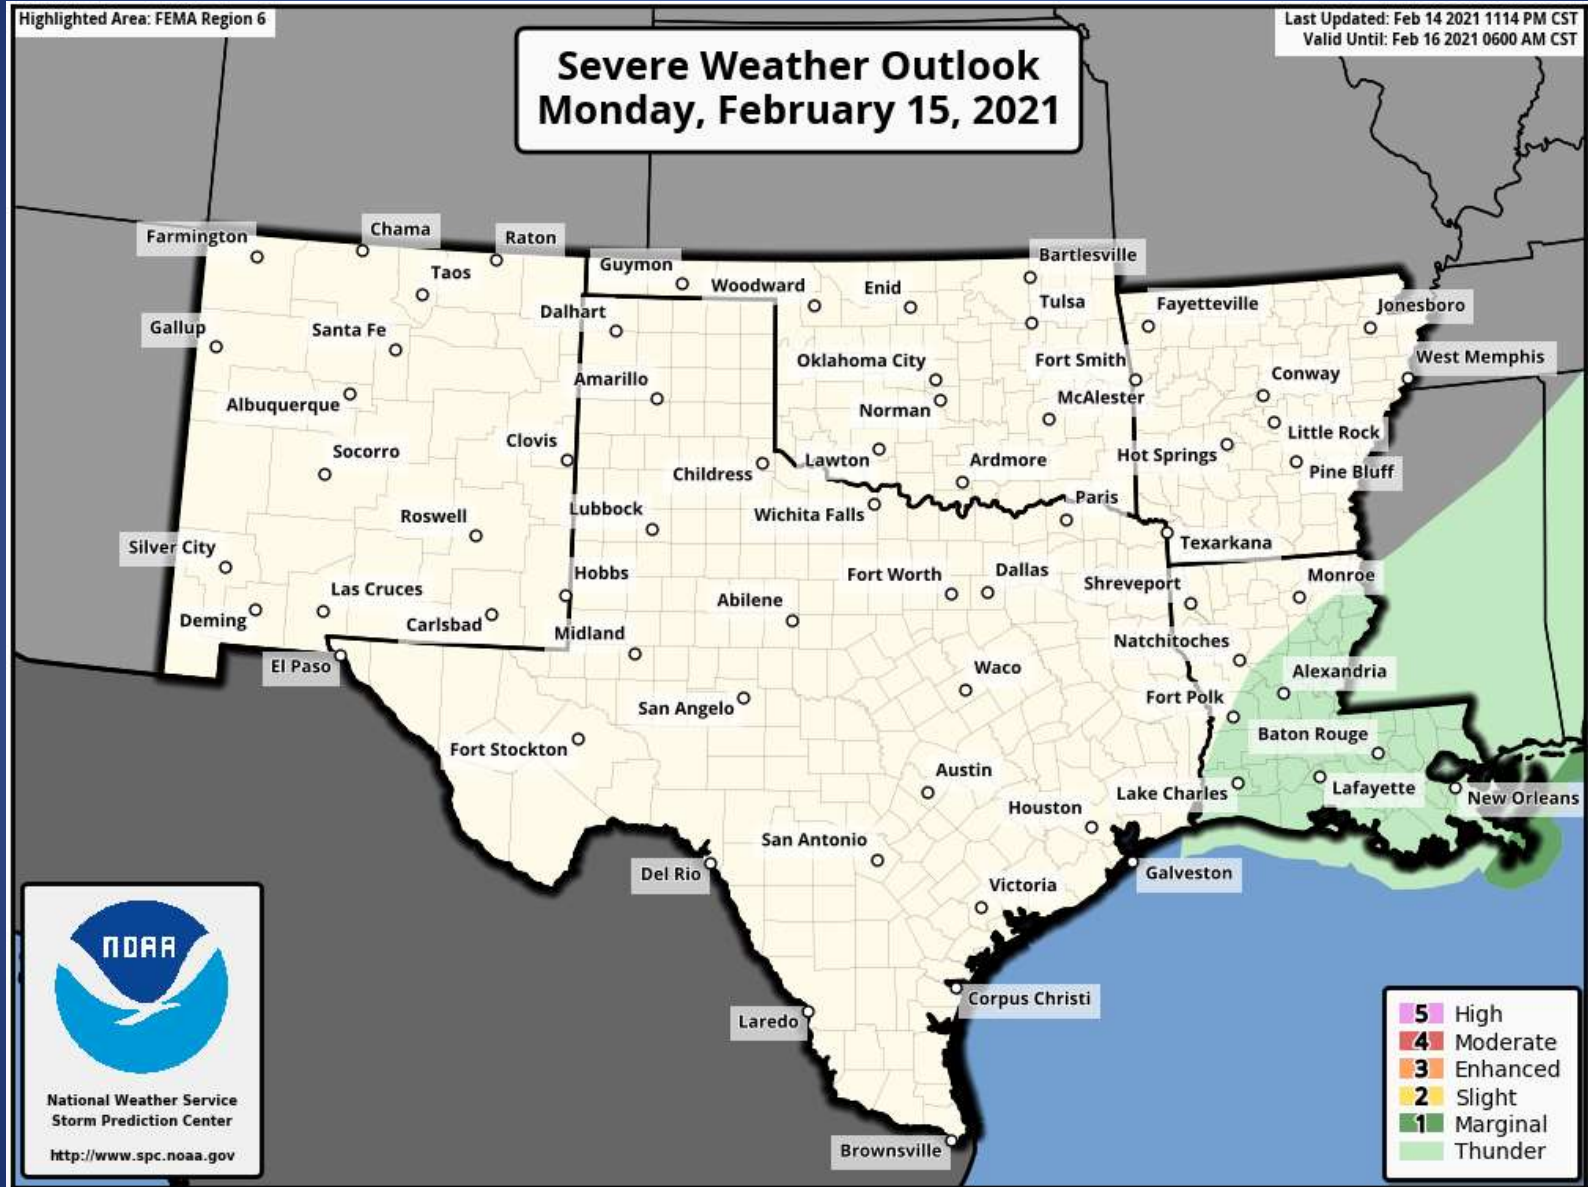 Highlighted Area: FEMA Region 6
Last Updated: Feb 14 2021 1114 PM CST
Valid Until: Feb 16 2021 0600 AM CST
Severe Weather Outlook
Monday, February 15, 2021
Farmington
Chama
Raton
Taos
Gallup
Santa Fe
Albuquerque
Socorro
Clovis
Roswell
Silver City
Las Cruces
Hobbs
Deming
Carlsbad
Guymon
Woodward
Enid
Bartlesville
Tulsa
Dalhart
Oklahoma City
Fort Smith
Amarillo
Norman
McAlester
Childress
Lawton
Ardmore
Fayetteville
Jonesboro
West Memphis
Conway
Little Rock
Hot Springs
Pine Bluff
Lubbock
Wichita Falls
Paris
Texarkana
Fort Worth
Dallas
Shreveport
Monroe
Abilene
Midland
Natchitoches
El Paso
Waco
Alexandria
San Angelo
Fort Polk
Fort Stockton
Baton Rouge
Austin
Lake Charles
Lafayette
New Orleans
Houston
San Antonio
Del Rio
Galveston
Victoria
Corpus Christi
Laredo
Brownsville
NOAA
National Weather Service
Storm Prediction Center
http://www.spc.noaa.gov
5 High
4 Moderate
3 Enhanced
2 Slight
1 Marginal
Thunder